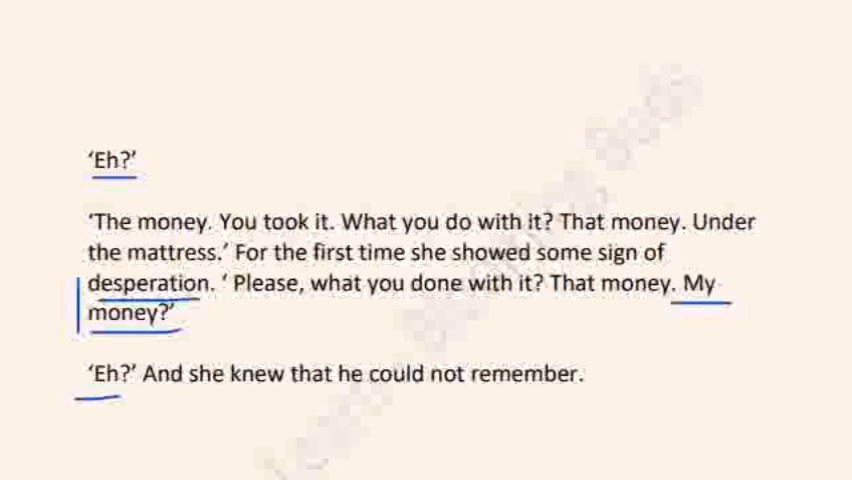 ‘Eh?’
‘The money. You took it. What you do with it? That money. Under
the mattress.’ For the first time she showed some sign of
desperation. ‘ Please, what you done with it? That money. My
money?’
‘Eh?’ And she knew that he could not remember.